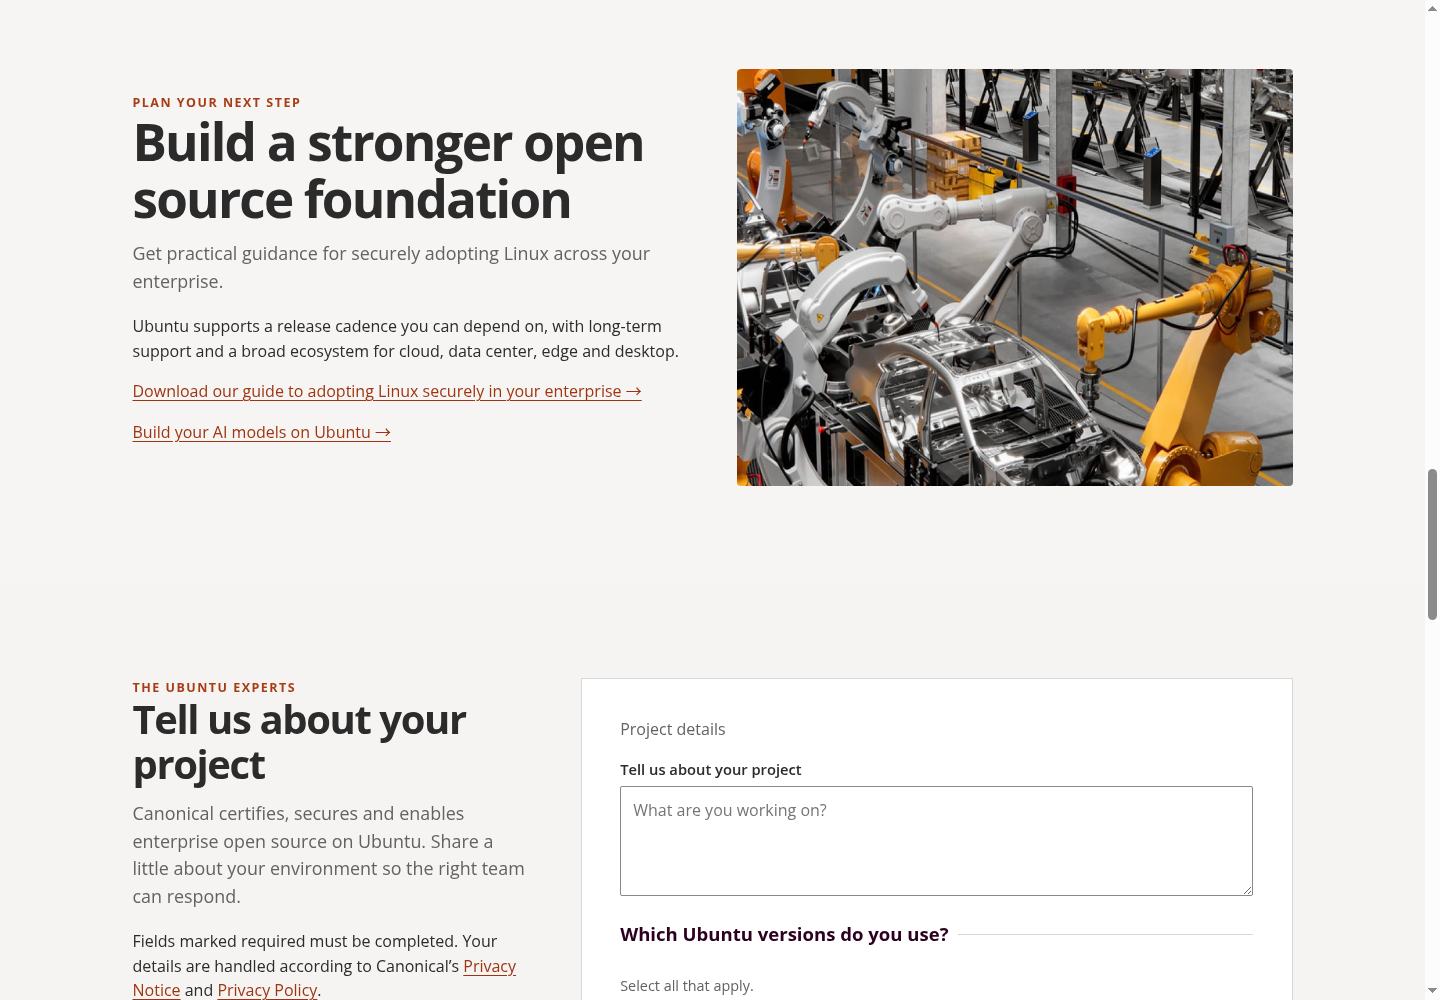 PLAN YOUR NEXT STEP
Build a stronger open
source foundation
Get practical guidance for securely adopting Linux across your
enterprise.
Ubuntu supports a release cadence you can depend on, with long-term
support and a broad ecosystem for cloud, data center, edge and desktop.
Download our guide to adopting Linux securely in your enterprise →
Build your AI models on Ubuntu →
THE UBUNTU EXPERTS
Tell us about your
project
Canonical certifies, secures and enables
enterprise open source on Ubuntu. Share a
little about your environment so the right team
can respond.
Fields marked required must be completed. Your
details are handled according to Canonical’s Privacy
Notice and Privacy Policy.
Project details
Tell us about your project
What are you working on?
Which Ubuntu versions do you use?
Select all that apply.